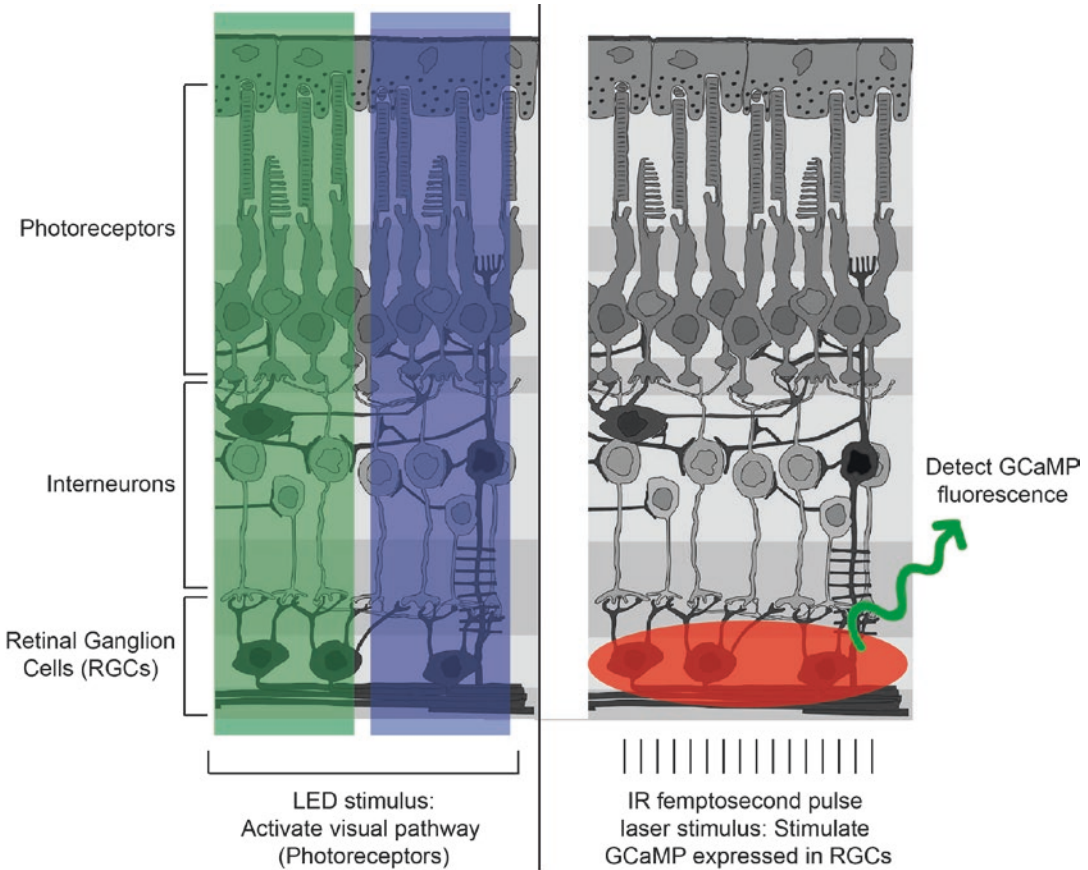 Photoreceptors
Interneurons
Retinal Ganglion
Cells (RGCs)
LED stimulus:
Activate visual pathway
(Photoreceptors)
Detect GCaMP
fluorescence
IR femptosecond pulse
laser stimulus: Stimulate
GCaMP expressed in RGCs